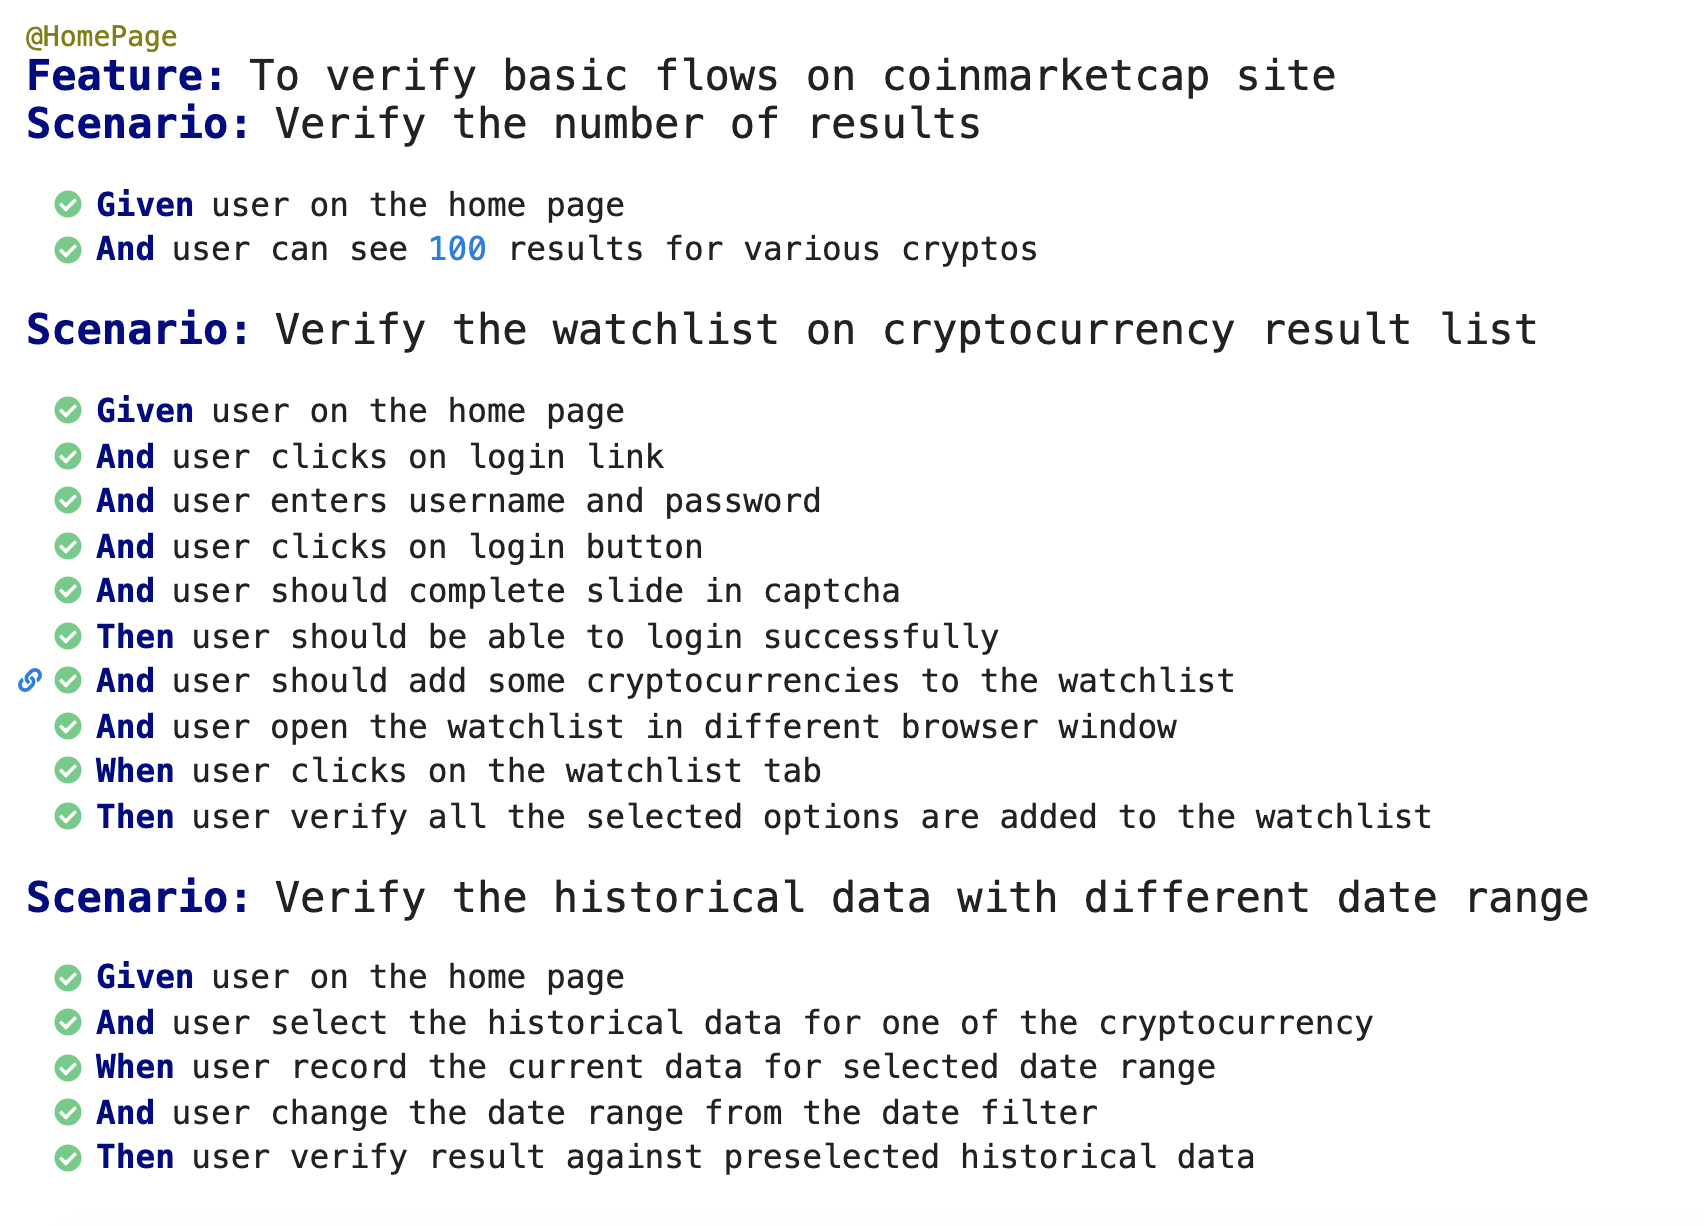 @HomePage
Feature: To verify basic flows on coinmarketcap site
Scenario: Verify the number of results
Given user on the home page
And user can see 100 results for various cryptos
Scenario: Verify the watchlist on cryptocurrency result list
Given user on the home page
And user clicks on login link
And user enters username and password
And user clicks on login button
And user should complete slide in captcha
Then user should be able to login successfully
And user should add some cryptocurrencies to the watchlist
And user open the watchlist in different browser window
When user clicks on the watchlist tab
Then user verify all the selected options are added to the watchlist
Scenario: Verify the historical data with different date range
Given user on the home page
And user select the historical data for one of the cryptocurrency
When user record the current data for selected date range
And user change the date range from the date filter
Then user verify result against preselected historical data